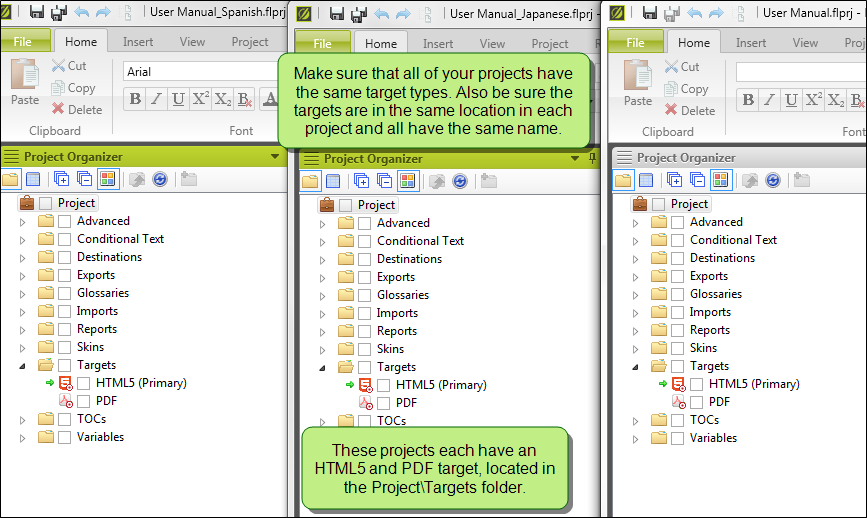 User Manual_Spanish.flprj -
File Home Insert View Pro
Paste Cut
Copy
Delete
Clipboard
Arial
B I U X² X₂ B A
Font
Project Organizer
Project
Advanced
Conditional Text
Destinations
Exports
Glossaries
Imports
Reports
Skins
Targets
HTML5 (Primary)
PDF
TOCs
Variables
User Manual_Japanese.flprj -
File Home Insert View Project
Make sure that all of your projects have
the same target types. Also be sure the
targets are in the same location in each
project and all have the same name.
Project Organizer
Project
Advanced
Conditional Text
Destinations
Exports
Glossaries
Imports
Reports
Skins
Targets
HTML5 (Primary)
PDF
TOCs
These projects each have an
HTML5 and PDF target, located in
the Project\Targets folder.
User Manual.flprj -
File Home Insert View
Paste Cut
Copy
Delete
Clipboard
B I U X² X₂ B
Font
Project Organizer
Project
Advanced
Conditional Text
Destinations
Exports
Glossaries
Imports
Reports
Skins
Targets
HTML5 (Primary)
PDF
TOCs
Variables